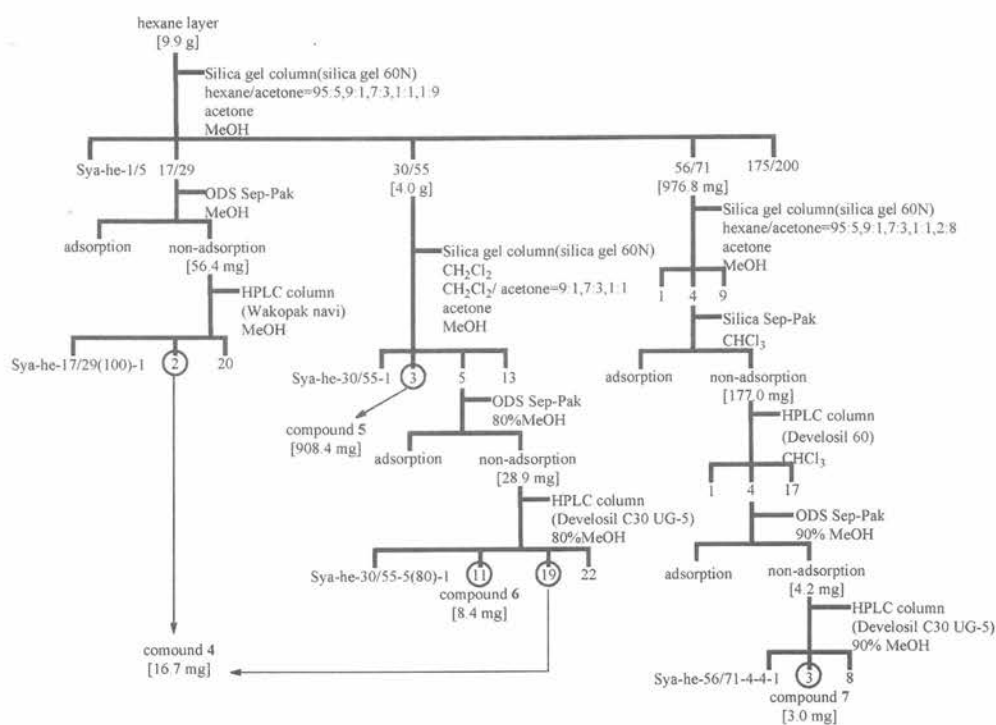 hexane layer
[9.9 g]
Silica gel column(silica gel 60N)
hexane/acetone=95:5,9:1,7:3,1:1,1:9
acetone
MeOH
Sya-he-1/5
17/29
30/55
[4.0 g]
56/71
[976.8 mg]
175/200
ODS Sep-Pak
MeOH
adsorption
non-adsorption
[56.4 mg]
HPLC column
(Wakopak navi)
MeOH
Sya-he-17/29(100)-1
2
20
Silica gel column(silica gel 60N)
CH2Cl2
CH2Cl2/ acetone=9:1,7:3,1:1
acetone
MeOH
Sya-he-30/55-1
3
5
13
compound 5
[908.4 mg]
ODS Sep-Pak
80%MeOH
adsorption
non-adsorption
[28.9 mg]
HPLC column
(Develosil C30 UG-5)
80%MeOH
Sya-he-30/55-5(80)-1
11
19
22
compound 6
[8.4 mg]
comound 4
[16.7 mg]
Silica gel column(silica gel 60N)
hexane/acetone=95:5,9:1,7:3,1:1,2:8
acetone
MeOH
1
4
9
Silica Sep-Pak
CHCl3
adsorption
non-adsorption
[177.0 mg]
HPLC column
(Develosil 60)
CHCl3
1
4
17
ODS Sep-Pak
90% MeOH
adsorption
non-adsorption
[4.2 mg]
HPLC column
(Develosil C30 UG-5)
90% MeOH
Sya-he-56/71-4-4-1
3
8
compound 7
[3.0 mg]